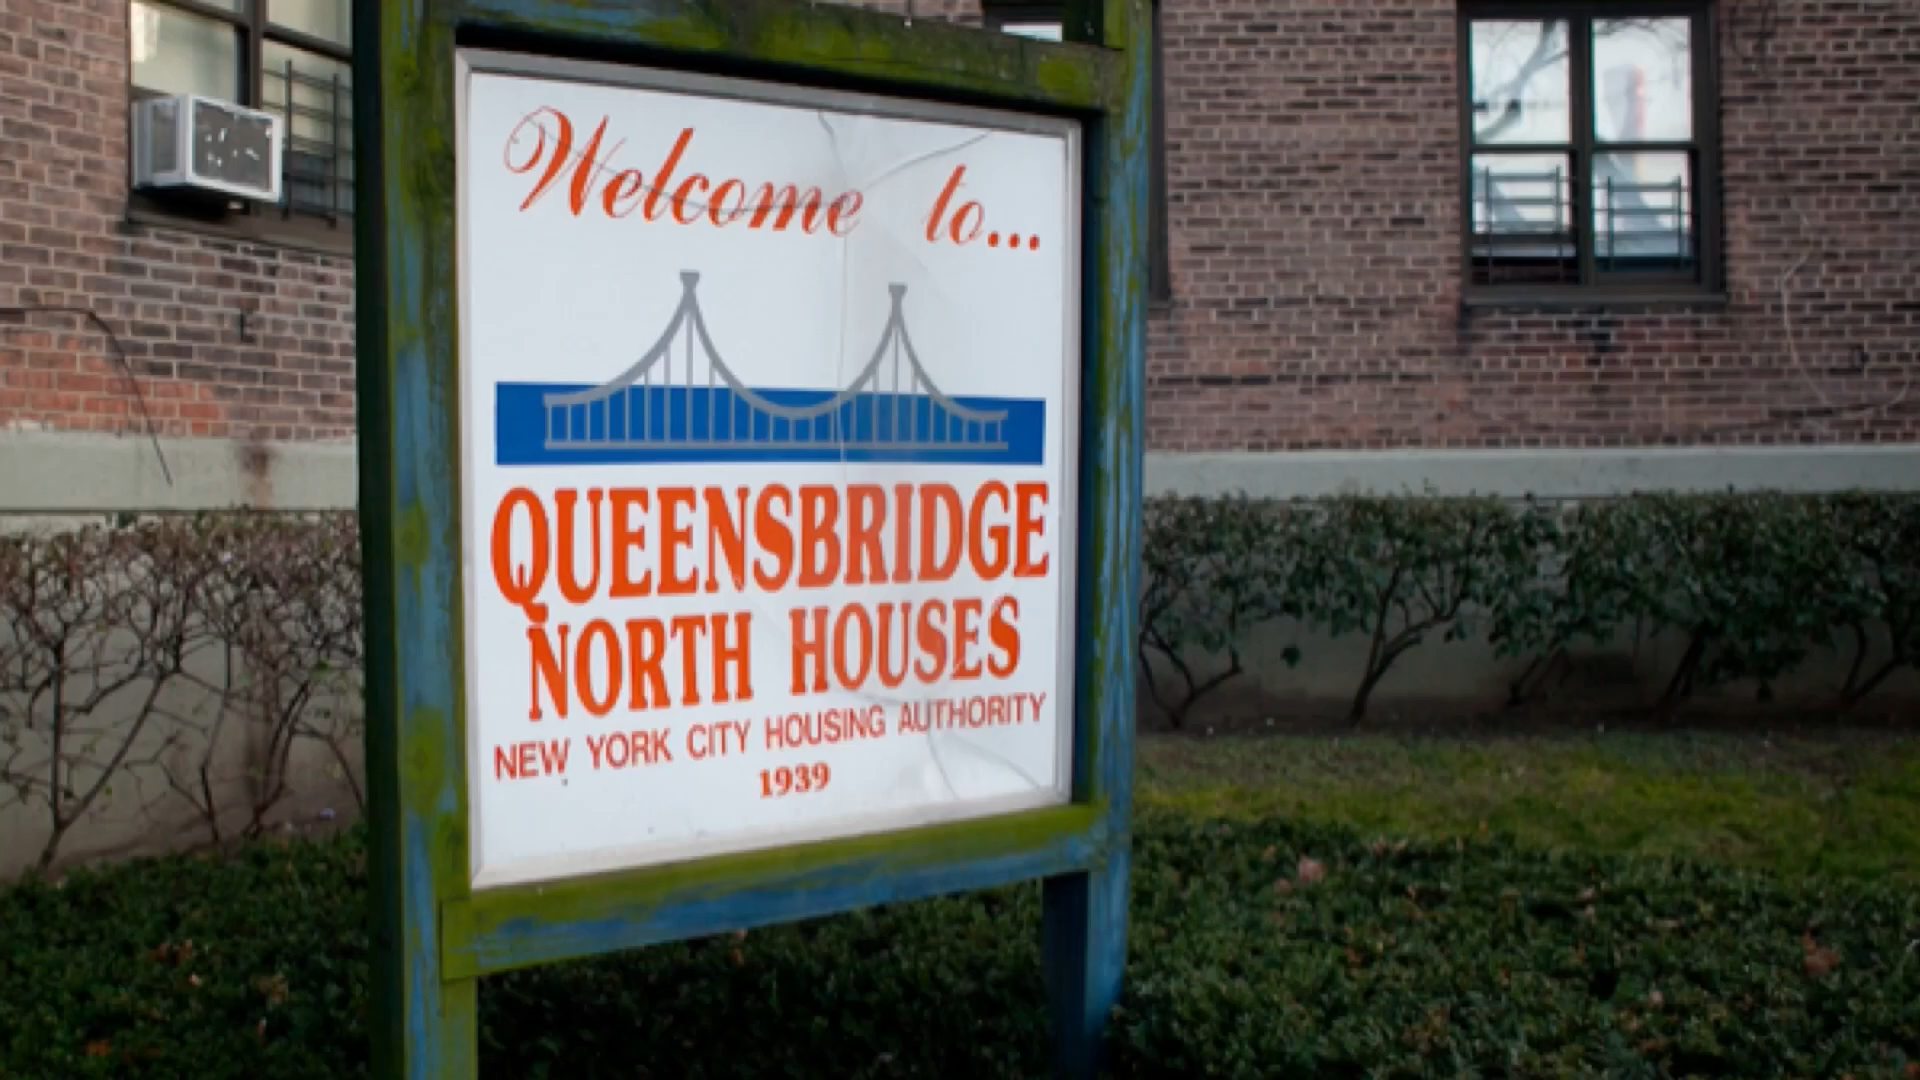 Welcome to...
QUEENSBRIDGE
NORTH HOUSES
NEW YORK CITY HOUSING AUTHORITY
1939